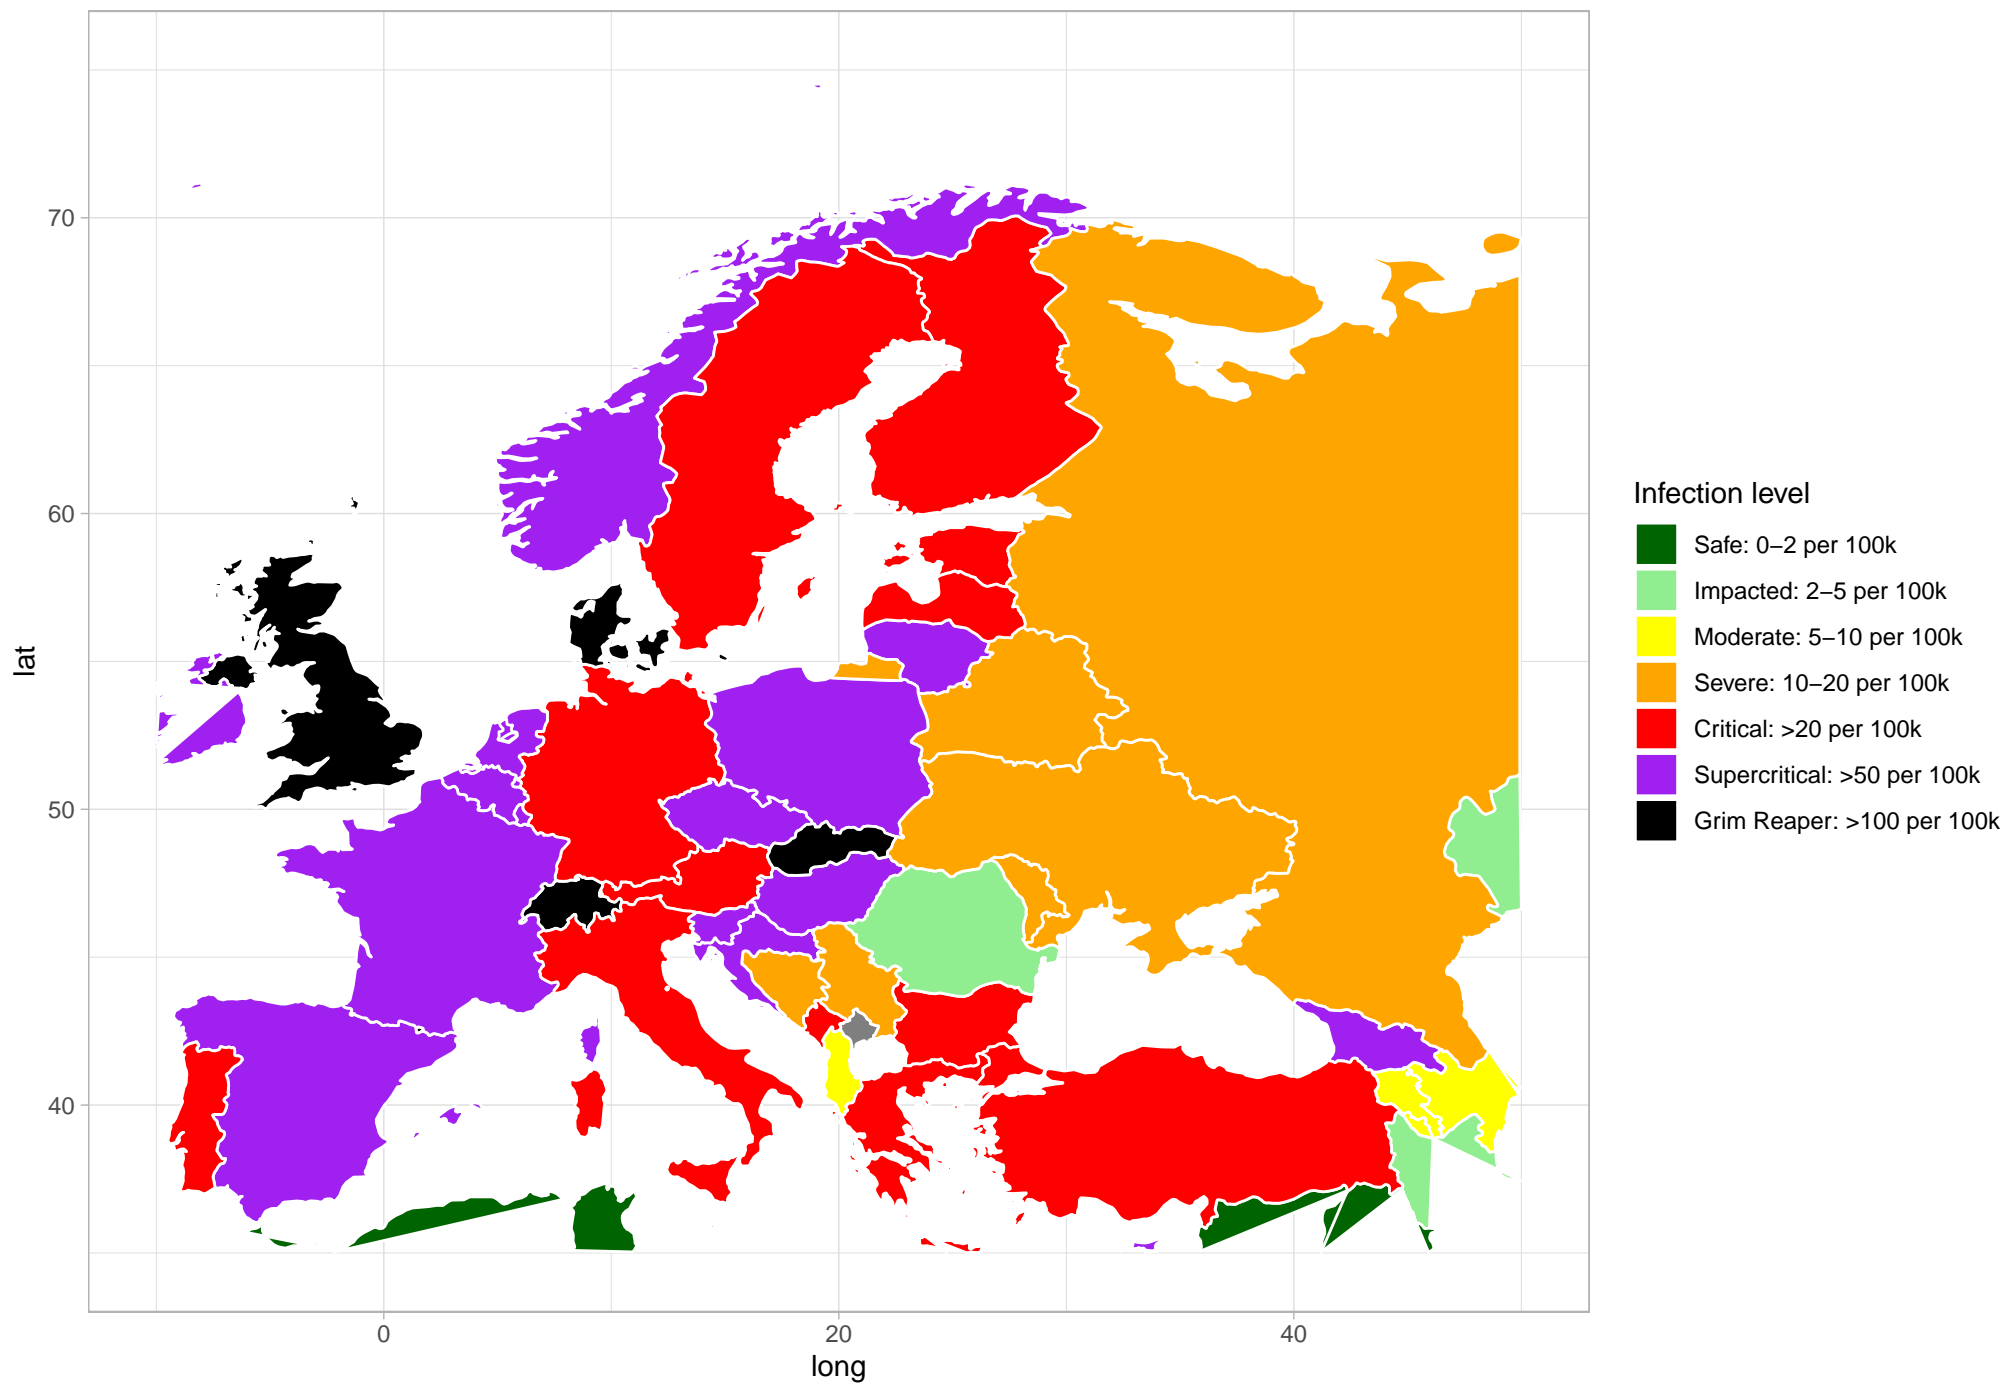 70
60
50
40
0
20
40
long
lat
Infection level
Safe: 0−2 per 100k
Impacted: 2−5 per 100k
Moderate: 5−10 per 100k
Severe: 10−20 per 100k
Critical: >20 per 100k
Supercritical: >50 per 100k
Grim Reaper: >100 per 100k